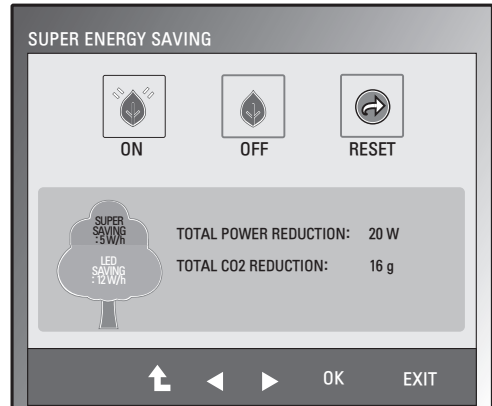 SUPER ENERGY SAVING
ON OFF RESET
SUPER
SAVING
: 5 W/h
LED
SAVING
: 12 W/h
TOTAL POWER REDUCTION: 20 W
TOTAL CO2 REDUCTION: 16 g
OK EXIT